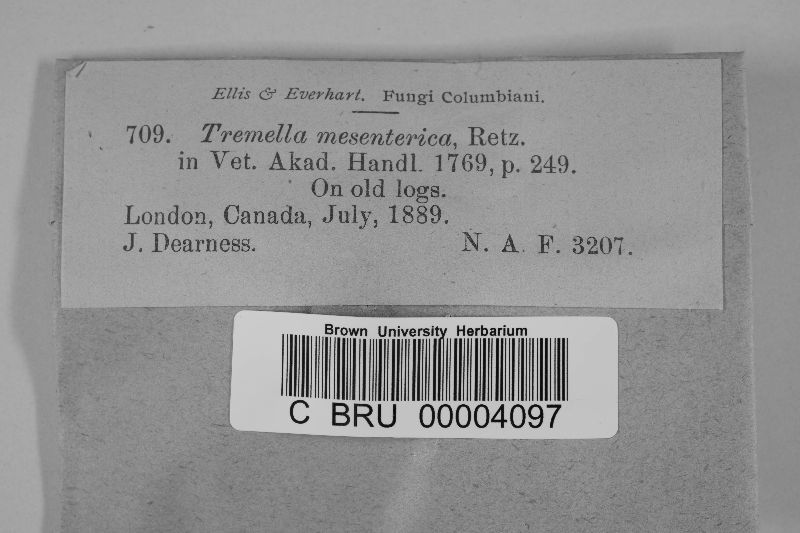 Ellis & Everhart. Fungi Columbiani.
709. Tremella mesenterica, Retz.
in Vet. Akad. Handl. 1769, p. 249.
On old logs.
London, Canada, July, 1889.
J. Dearness. N. A. F. 3207.
Brown University Herbarium
C BRU 00004097